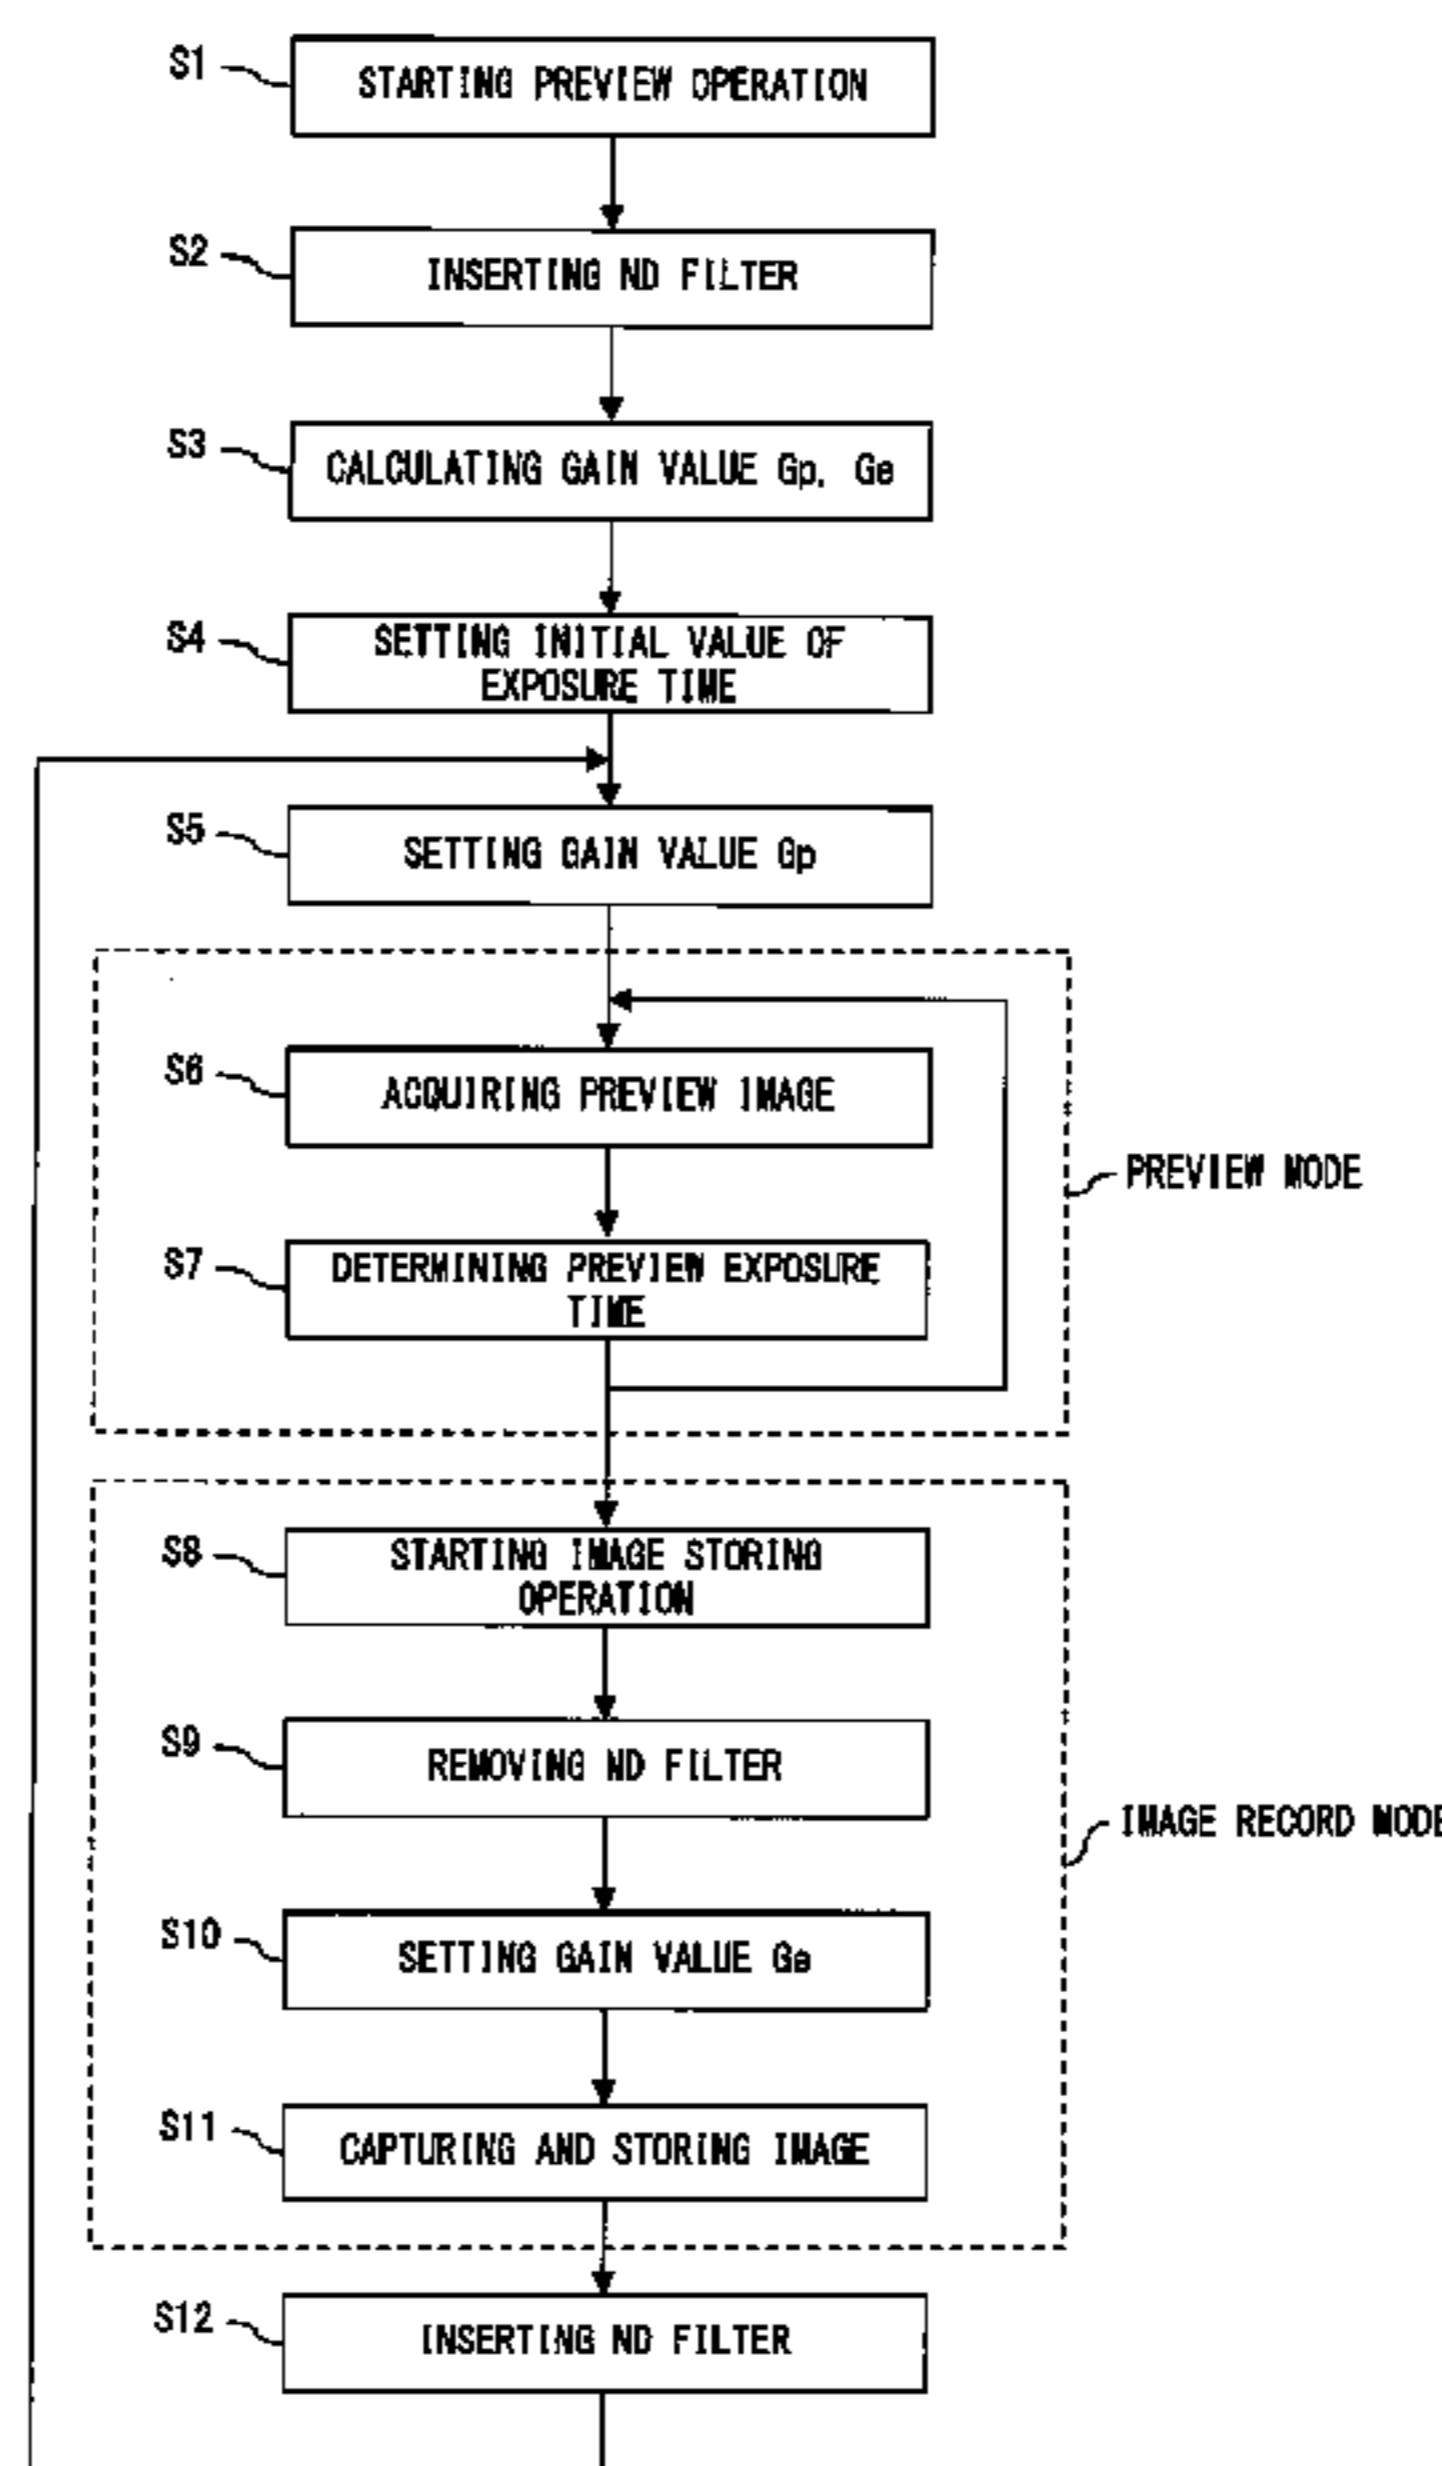 S1
STARTING PREVIEW OPERATION
S2
INSERTING ND FILTER
S3
CALCULATING GAIN VALUE Gp, Ge
S4
SETTING INITIAL VALUE OF
EXPOSURE TIME
S5
SETTING GAIN VALUE Gp
S6
ACQUIRING PREVIEW IMAGE
PREVIEW MODE
S7
DETERMINING PREVIEW EXPOSURE
TIME
S8
STARTING IMAGE STORING
OPERATION
S9
REMOVING ND FILTER
IMAGE RECORD MODE
S10
SETTING GAIN VALUE Ge
S11
CAPTURING AND STORING IMAGE
S12
INSERTING ND FILTER